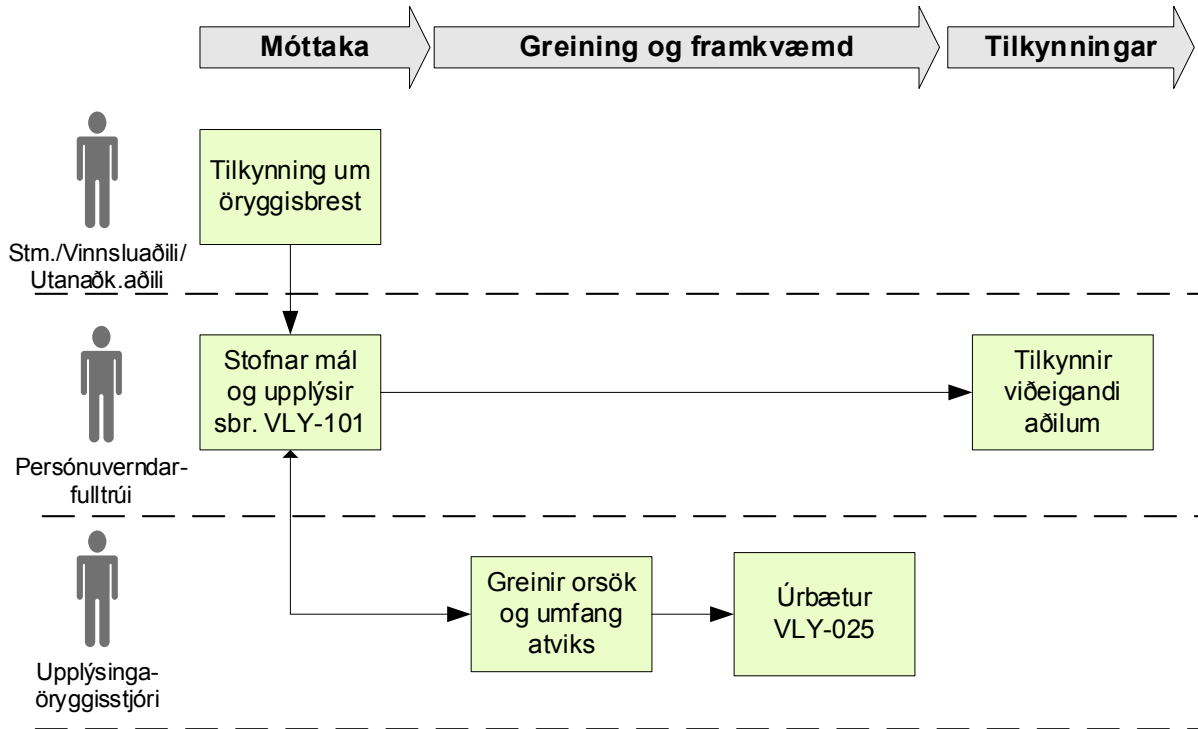 Móttaka
Greining og framkvæmd
Tilkynningar
Tilkynning um
öryggisbrest
Stm./Vinnsluaðili/
Utanaðk.aðili
Stofnar mál
og upplýsir
sbr. VLY-101
Tilkynnir
viðeigandi
aðilum
Persónuverndar-
fulltrúi
Greinir orsök
og umfang
atviks
Úrbætur
VLY-025
Upplýsinga-
öryggisstjóri